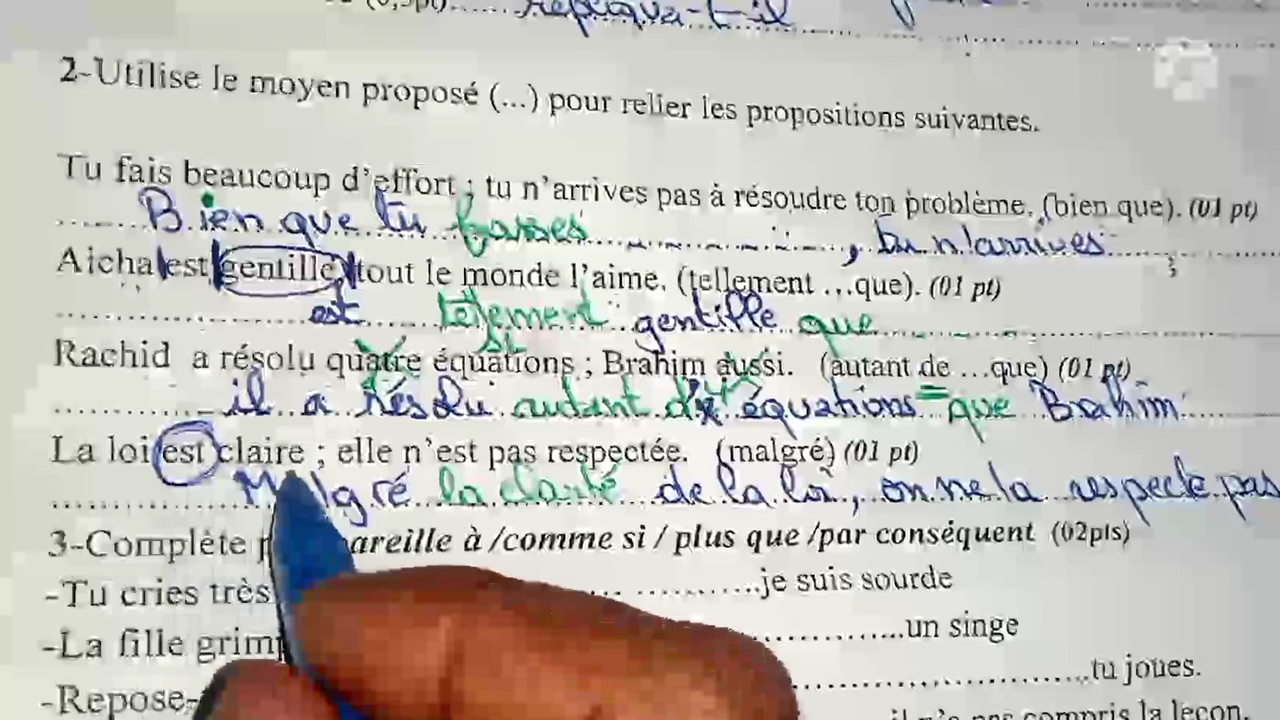 répliqua-t-il
2-Utilise le moyen proposé (...) pour relier les propositions suivantes.
Tu fais beaucoup d'effort ; tu n'arrives pas à résoudre ton problème. (bien que). (01 pt)
Bien que tu fasses ............, tu n'arrives
Aicha est gentille, tout le monde l'aime. (tellement ...que). (01 pt)
est tellement gentille que
si
Rachid a résolu quatre équations ; Brahim aussi. (autant de ...que) (01 pt)
il a résolu autant d'équations que Brahim
La loi est claire ; elle n'est pas respectée. (malgré) (01 pt)
Malgré la clarté de la loi, on ne la respecte pas
3-Complète pareille à /comme si / plus que /par conséquent (02pts)
-Tu cries très ............je suis sourde
-La fille grim ............un singe
-Repose- ............tu joues.
compris la leçon.